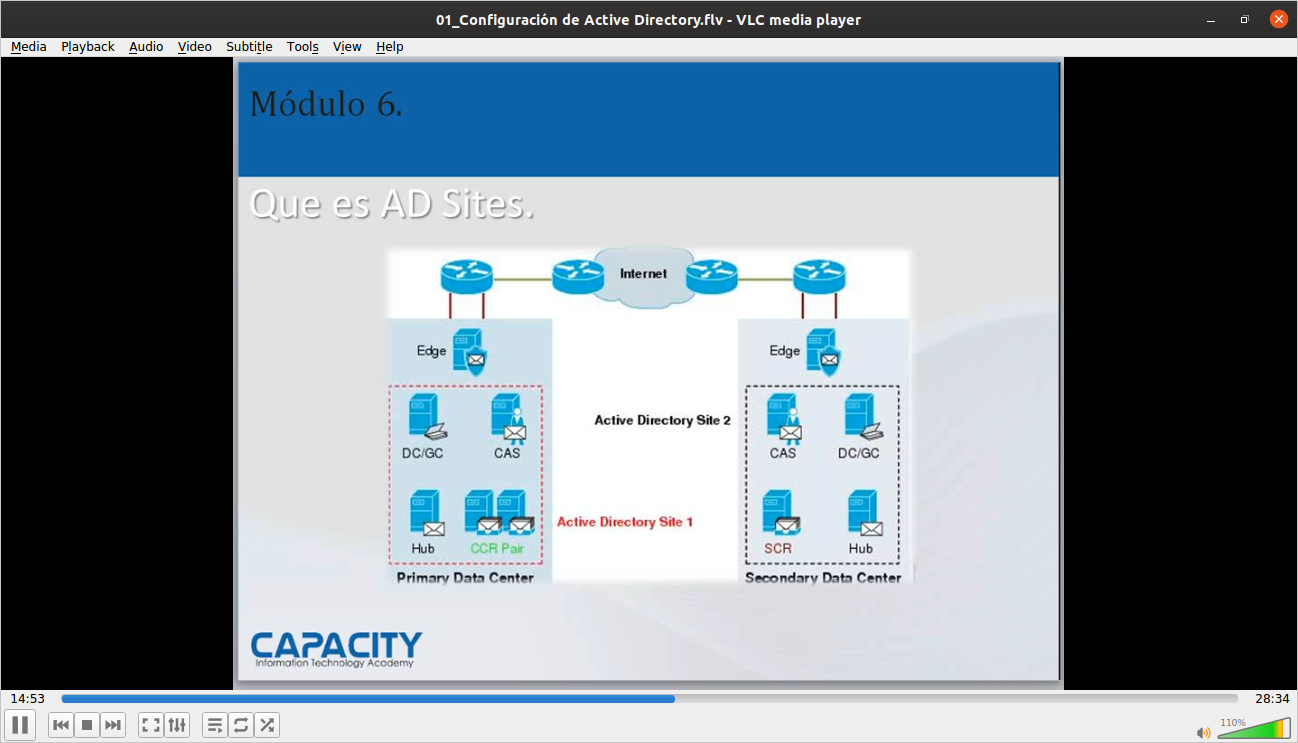 01_Configuración de Active Directory.flv - VLC media player
Media Playback Audio Video Subtitle Tools View Help
Módulo 6.
Que es AD Sites.
Internet
Edge
Edge
Active Directory Site 2
DC/GC
CAS
CAS
DC/GC
Active Directory Site 1
Hub
CCR Pair
SCR
Hub
Primary Data Center
Secondary Data Center
CAPACITY
Information Technology Academy
14:53
28:34
110%